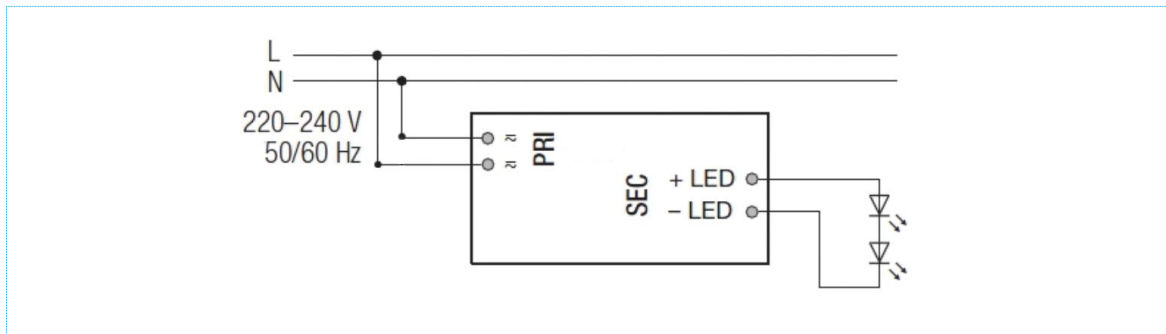 L
N
220–240 V
50/60 Hz
≂ PRI
≂
SEC
+ LED
– LED